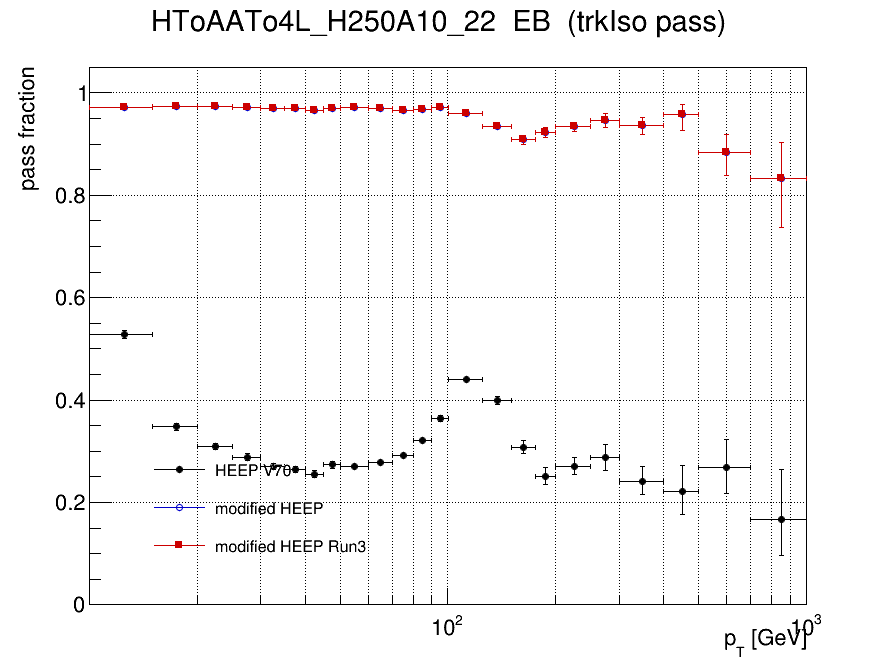 HToAATo4L_H250A10_22 EB (trkIso pass)
pass fraction
1
0.8
0.6
0.4
0.2
0
HEEP V70
modified HEEP
modified HEEP Run3
10²
10³
p_T [GeV]